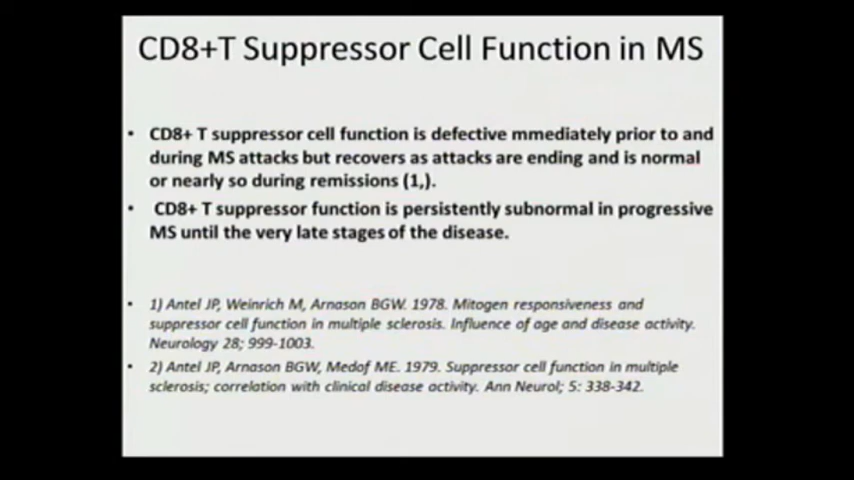 CD8+T Suppressor Cell Function in MS
• CD8+ T suppressor cell function is defective mmediately prior to and
during MS attacks but recovers as attacks are ending and is normal
or nearly so during remissions (1,).
• CD8+ T suppressor function is persistently subnormal in progressive
MS until the very late stages of the disease.
• 1) Antel JP, Weinrich M, Arnason BGW. 1978. Mitogen responsiveness and
suppressor cell function in multiple sclerosis. Influence of age and disease activity.
Neurology 28; 999-1003.
• 2) Antel JP, Arnason BGW, Medof ME. 1979. Suppressor cell function in multiple
sclerosis; correlation with clinical disease activity. Ann Neurol; 5: 338-342.